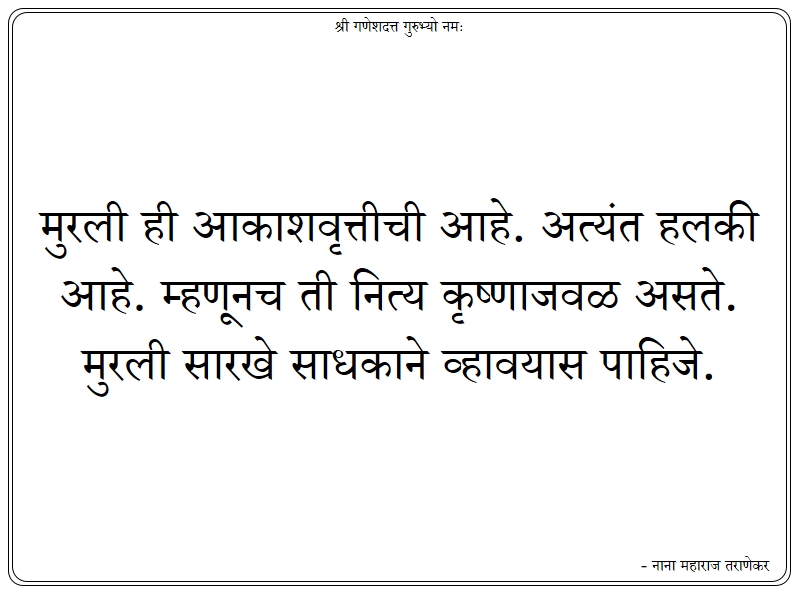 श्री गणेशदत्त गुरुभ्यो नमः
मुरली ही आकाशवृत्तीची आहे. अत्यंत हलकी
आहे. म्हणूनच ती नित्य कृष्णाजवळ असते.
मुरली सारखे साधकाने व्हावयास पाहिजे.
- नाना महाराज तराणेकर